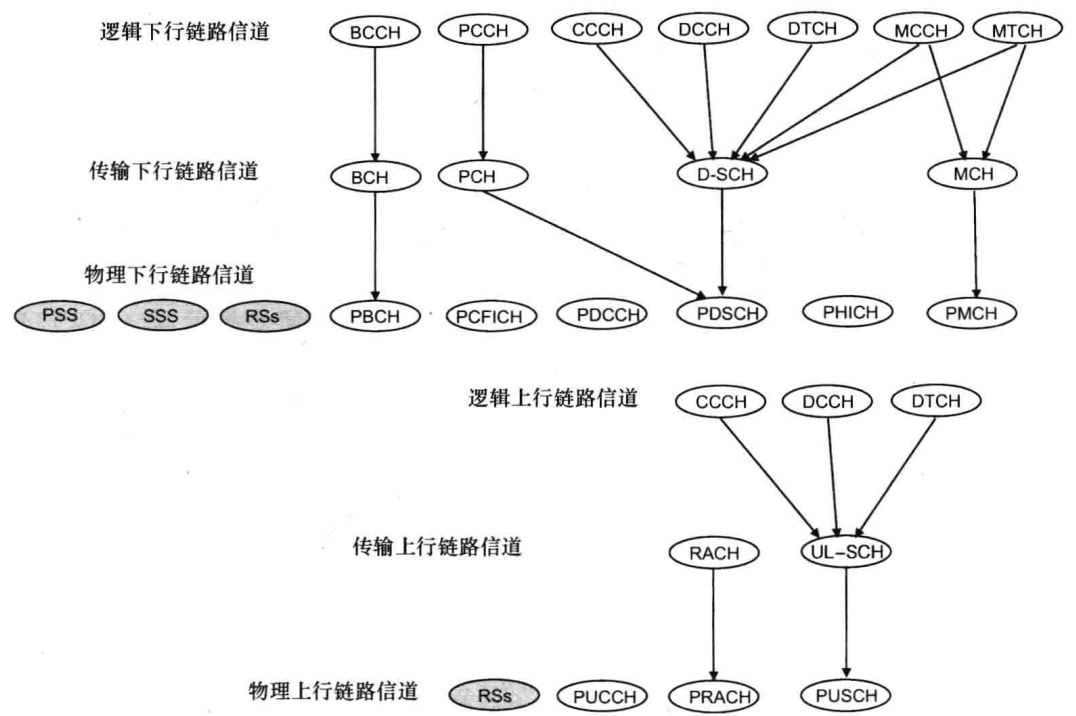 逻辑下行链路信道 BCCH PCCH CCCH DCCH DTCH MCCH MTCH
传输下行链路信道 BCH PCH D-SCH MCH
物理下行链路信道
PSS SSS RSs PBCH PCFICH PDCCH PDSCH PHICH PMCH
逻辑上行链路信道 CCCH DCCH DTCH
传输上行链路信道 RACH UL-SCH
物理上行链路信道 RSs PUCCH PRACH PUSCH